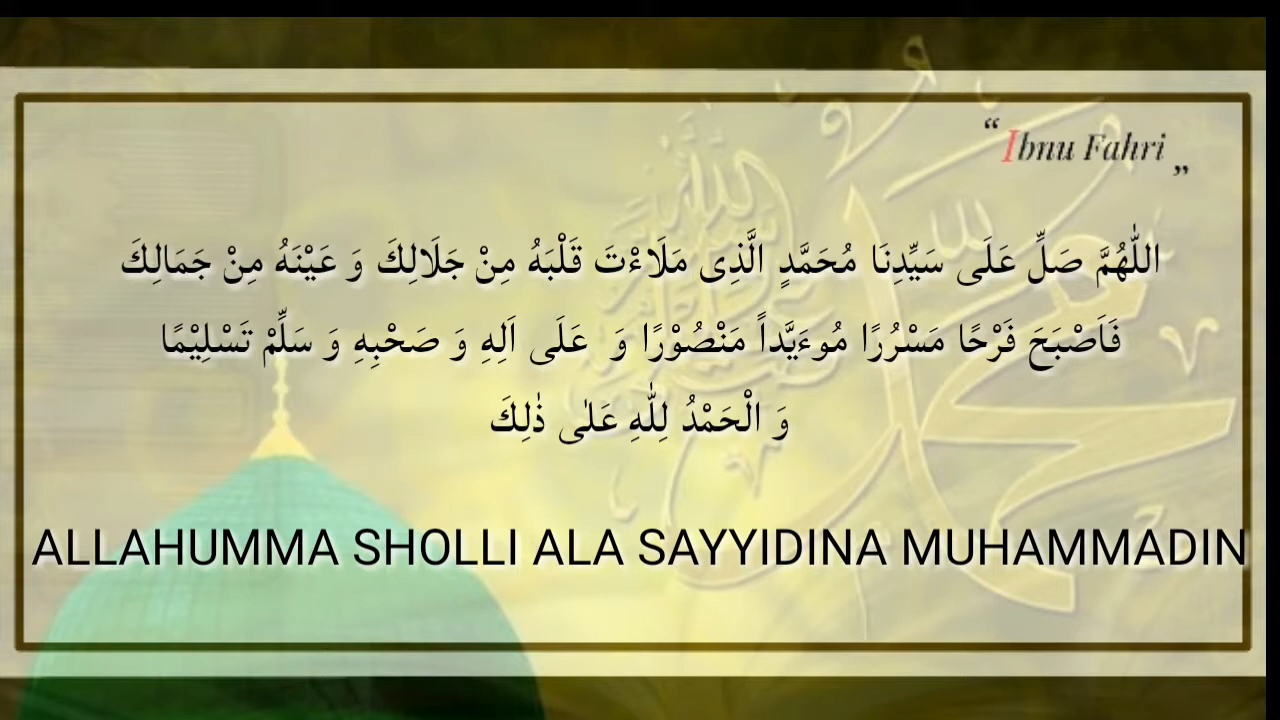 “Ibnu Fahri„
اللّٰهُمَّ صَلِّ عَلَى سَيِّدِنَا مُحَمَّدٍ الَّذِى مَلَاءْتَ قَلْبَهُ مِنْ جَلَالِكَ وَ عَيْنَهُ مِنْ جَمَالِكَ
فَاَصْبَحَ فَرْحًا مَسْرُرًا مُوءَيَّداً مَنْصُوْرًا وَ عَلَى اَلِهِ وَ صَحْبِهِ وَ سَلِّمْ تَسْلِيْمًا
وَ الْحَمْدُ لِلّٰهِ عَلٰى ذٰلِكَ
ALLAHUMMA SHOLLI ALA SAYYIDINA MUHAMMADIN